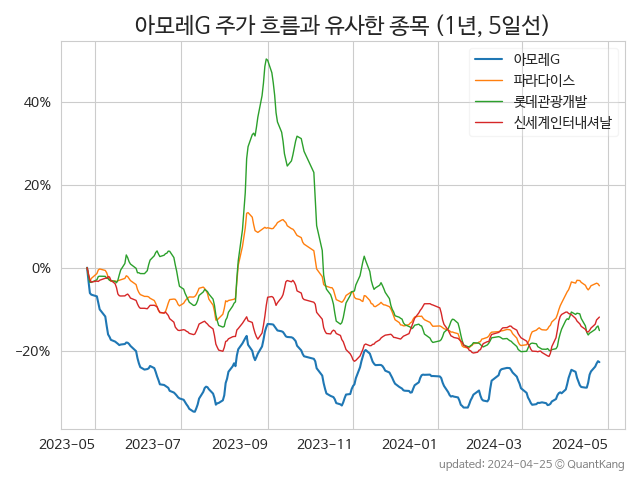 아모레G 주가 흐름과 유사한 종목 (1년, 5일선)
아모레G
파라다이스
롯데관광개발
신세계인터내셔날
40%
20%
0%
−20%
2023-05 2023-07 2023-09 2023-11 2024-01 2024-03 2024-05
updated: 2024-04-25 © QuantKang